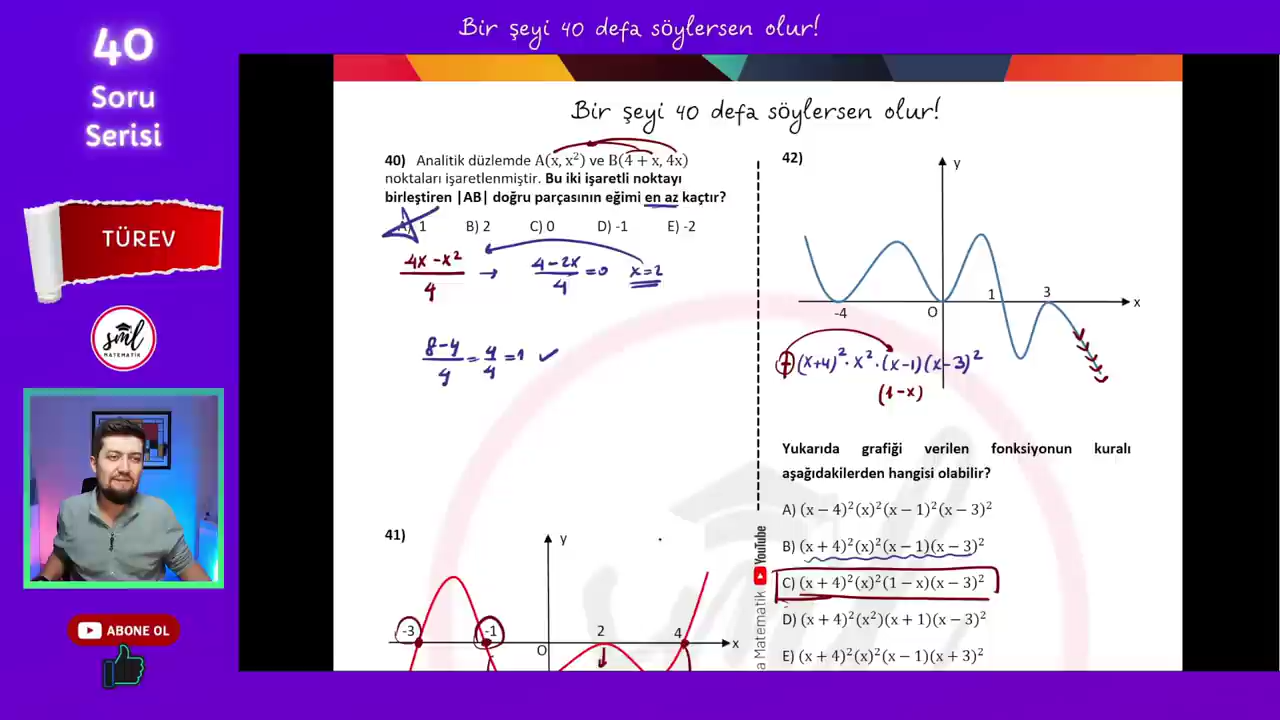 Bir şeyi 40 defa söylersen olur!
40
Soru
Serisi
TÜREV
sml
MATEMATİK
ABONE OL
Bir şeyi 40 defa söylersen olur!
40) Analitik düzlemde A(x, x²) ve B(4 + x, 4x)
noktaları işaretlenmiştir. Bu iki işaretli noktayı
birleştiren |AB| doğru parçasının eğimi en az kaçtır?
A) 1 B) 2 C) 0 D) -1 E) -2
4x-x²/4 → 4-2x/4 =0 x=2
8-4/4 = 4/4 = 1 ✓
41)
y
-3 -1 2 4 x
O
42)
y
1 3
-4 O x
- (x+4)² · x² · (x-1)(x-3)²
(1-x)
Yukarıda grafiği verilen fonksiyonun kuralı
aşağıdakilerden hangisi olabilir?
A) (x − 4)²(x)²(x − 1)²(x − 3)²
B) (x + 4)²(x)²(x − 1)(x − 3)²
C) (x + 4)²(x)²(1 − x)(x − 3)²
D) (x + 4)²(x²)(x + 1)(x − 3)²
E) (x + 4)²(x)²(x − 1)(x + 3)²
a Matematik YouTube